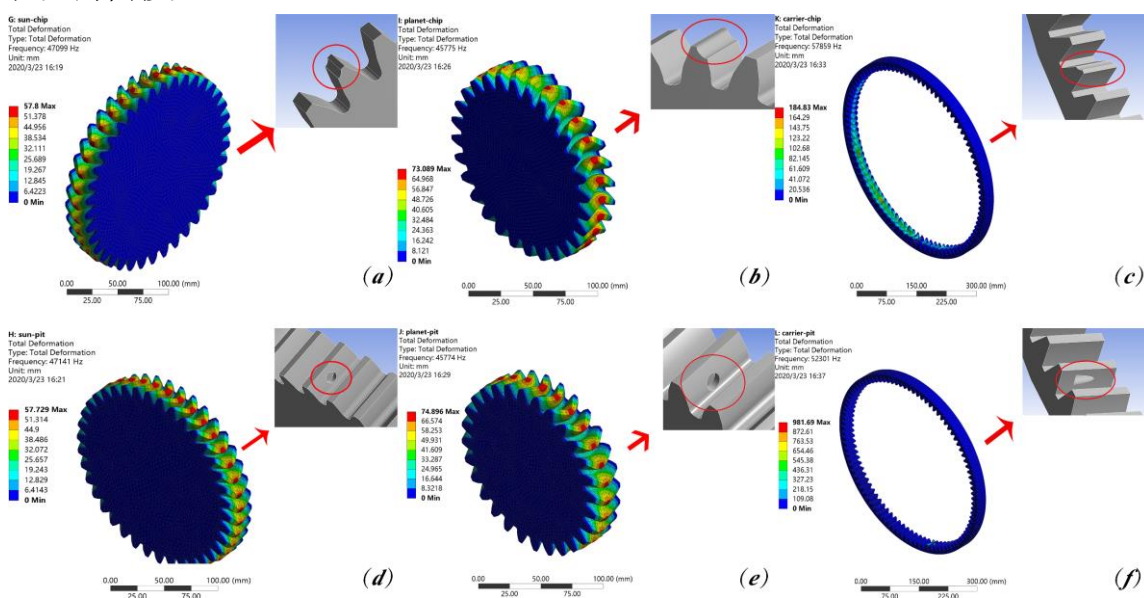 G: sun-chip
Total Deformation
Type: Total Deformation
Frequency: 47099 Hz
Unit: mm
2020/3/23 16:19
57.8 Max
51.378
44.956
38.534
32.111
25.689
19.267
12.845
6.4223
0 Min
0.00 50.00 100.00 (mm)
25.00 75.00
(a)
I: planet-chip
Total Deformation
Type: Total Deformation
Frequency: 45775 Hz
Unit: mm
2020/3/23 16:26
73.089 Max
64.968
56.847
48.726
40.605
32.484
24.363
16.242
8.121
0 Min
0.00 50.00 100.00 (mm)
25.00 75.00
(b)
K: carrier-chip
Total Deformation
Type: Total Deformation
Frequency: 57859 Hz
Unit: mm
2020/3/23 16:33
184.83 Max
164.29
143.75
123.22
102.68
82.145
61.609
41.072
20.536
0 Min
0.00 150.00 300.00 (mm)
75.00 225.00
(c)
H: sun-pit
Total Deformation
Type: Total Deformation
Frequency: 47141 Hz
Unit: mm
2020/3/23 16:21
57.729 Max
51.314
44.9
38.486
32.072
25.657
19.243
12.829
6.4143
0 Min
0.00 50.00 100.00 (mm)
25.00 75.00
(d)
J: planet-pit
Total Deformation
Type: Total Deformation
Frequency: 45774 Hz
Unit: mm
2020/3/23 16:29
74.896 Max
66.574
58.253
49.931
41.609
33.287
24.965
16.644
8.3218
0 Min
0.00 50.00 100.00 (mm)
25.00 75.00
(e)
L: carrier-pit
Total Deformation
Type: Total Deformation
Frequency: 52301 Hz
Unit: mm
2020/3/23 16:37
981.69 Max
872.61
763.53
654.46
545.38
436.31
327.23
218.15
109.08
0 Min
0.00 150.00 300.00 (mm)
75.00 225.00
(f)